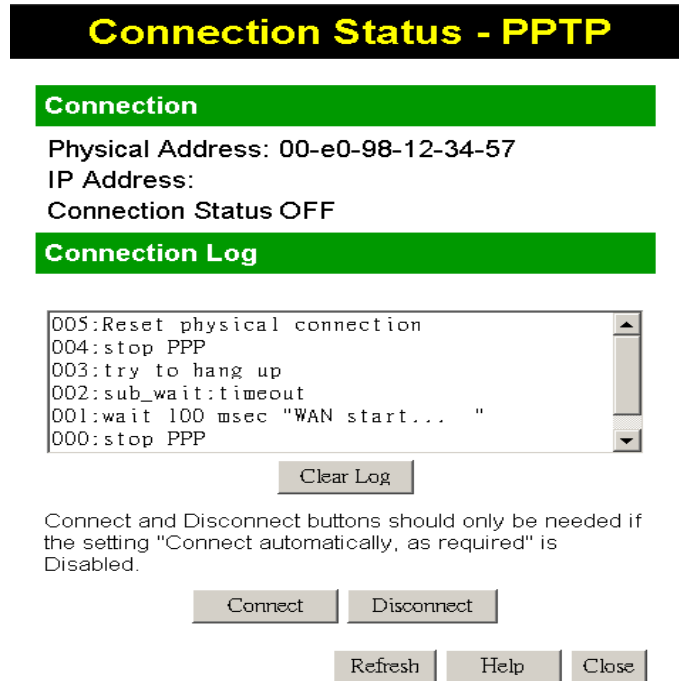 Connection Status - PPTP
Connection
Physical Address: 00-e0-98-12-34-57
IP Address:
Connection Status OFF
Connection Log
005:Reset physical connection
004:stop PPP
003:try to hang up
002:sub_wait:timeout
001:wait 100 msec "WAN start...  "
000:stop PPP
Clear Log
Connect and Disconnect buttons should only be needed if
the setting "Connect automatically, as required" is
Disabled.
Connect Disconnect
Refresh Help Close